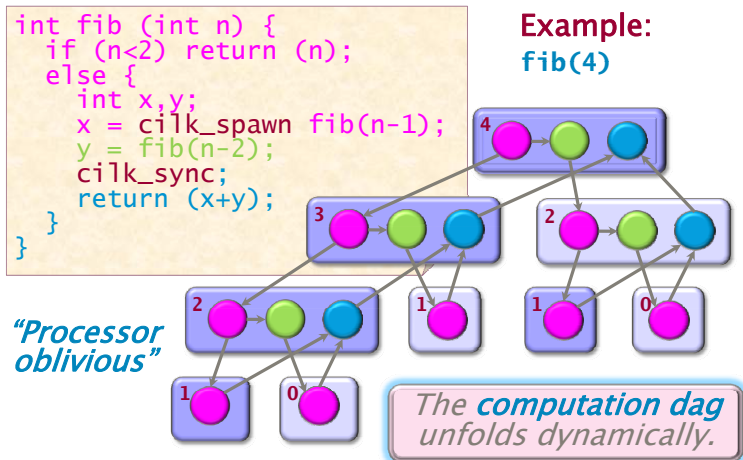 int fib (int n) {
  if (n<2) return (n);
  else {
    int x,y;
    x = cilk_spawn fib(n-1);
    y = fib(n-2);
    cilk_sync;
    return (x+y);
  }
}
Example:
fib(4)
4
3
2
2
1
1
0
1
0
“Processor
oblivious”
The computation dag
unfolds dynamically.